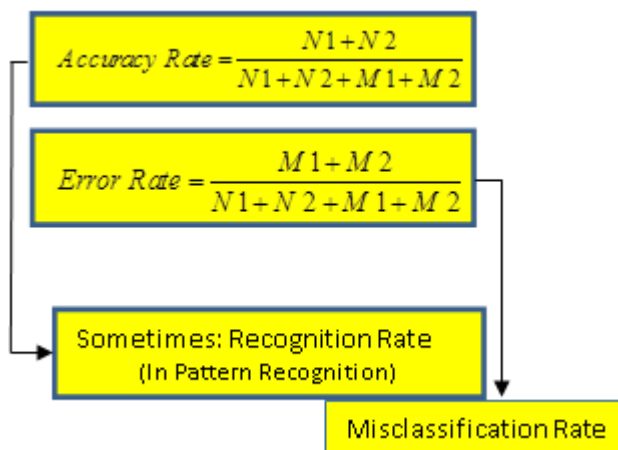 Accuracy Rate = N1+N2 / N1+N2+M1+M2
Error Rate = M1+M2 / N1+N2+M1+M2
Sometimes: Recognition Rate
(In Pattern Recognition)
Misclassification Rate